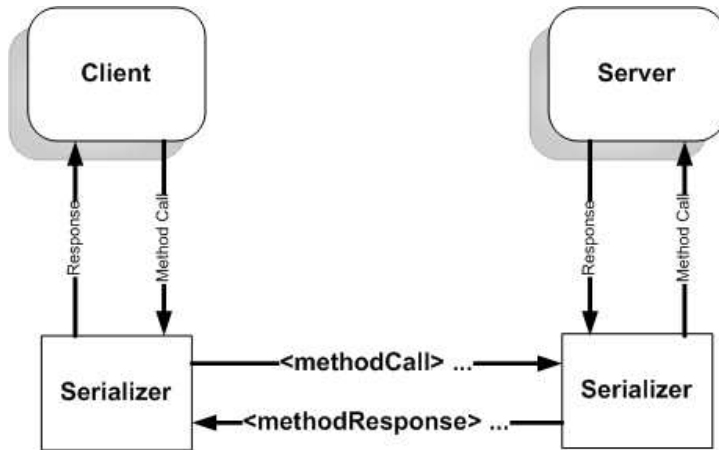 Client
Server
Response
Method Call
Response
Method Call
Serializer
<methodCall> ...
<methodResponse> ...
Serializer